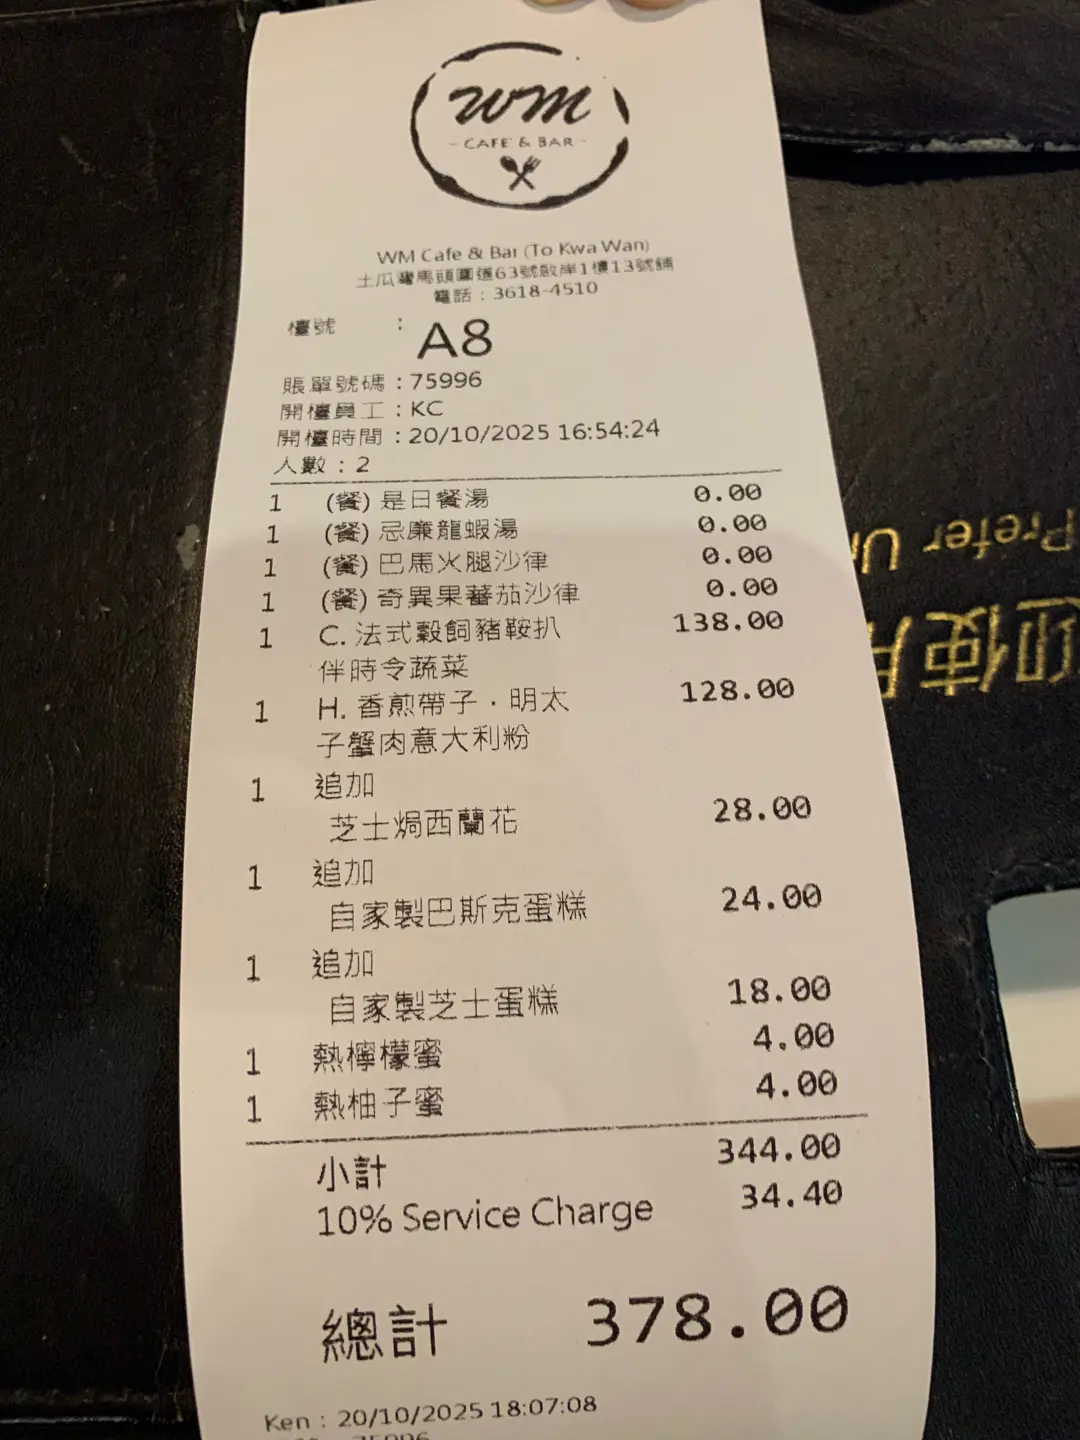 wm
- CAFE & BAR -
WM Cafe & Bar (To Kwa Wan)
土瓜灣馬頭圍道63號啟岸1樓13號舖
電話：3618-4510
檯號 : A8
賬單號碼：75996
開檯員工：KC
開檯時間：20/10/2025 16:54:24
人數：2
1 (餐) 是日餐湯 0.00
1 (餐) 忌廉龍蝦湯 0.00
1 (餐) 巴馬火腿沙律 0.00
1 (餐) 奇異果蕃茄沙律 0.00
1 C. 法式穀飼豬鞍扒 138.00
伴時令蔬菜
1 H. 香煎帶子．明太 128.00
子蟹肉意大利粉
1 追加
芝士焗西蘭花 28.00
1 追加
自家製巴斯克蛋糕 24.00
1 追加
自家製芝士蛋糕 18.00
1 熱檸檬蜜 4.00
1 熱柚子蜜 4.00
小計 344.00
10% Service Charge 34.40
總計 378.00
Ken : 20/10/2025 18:07:08
75996
Prefer Un
迎使用